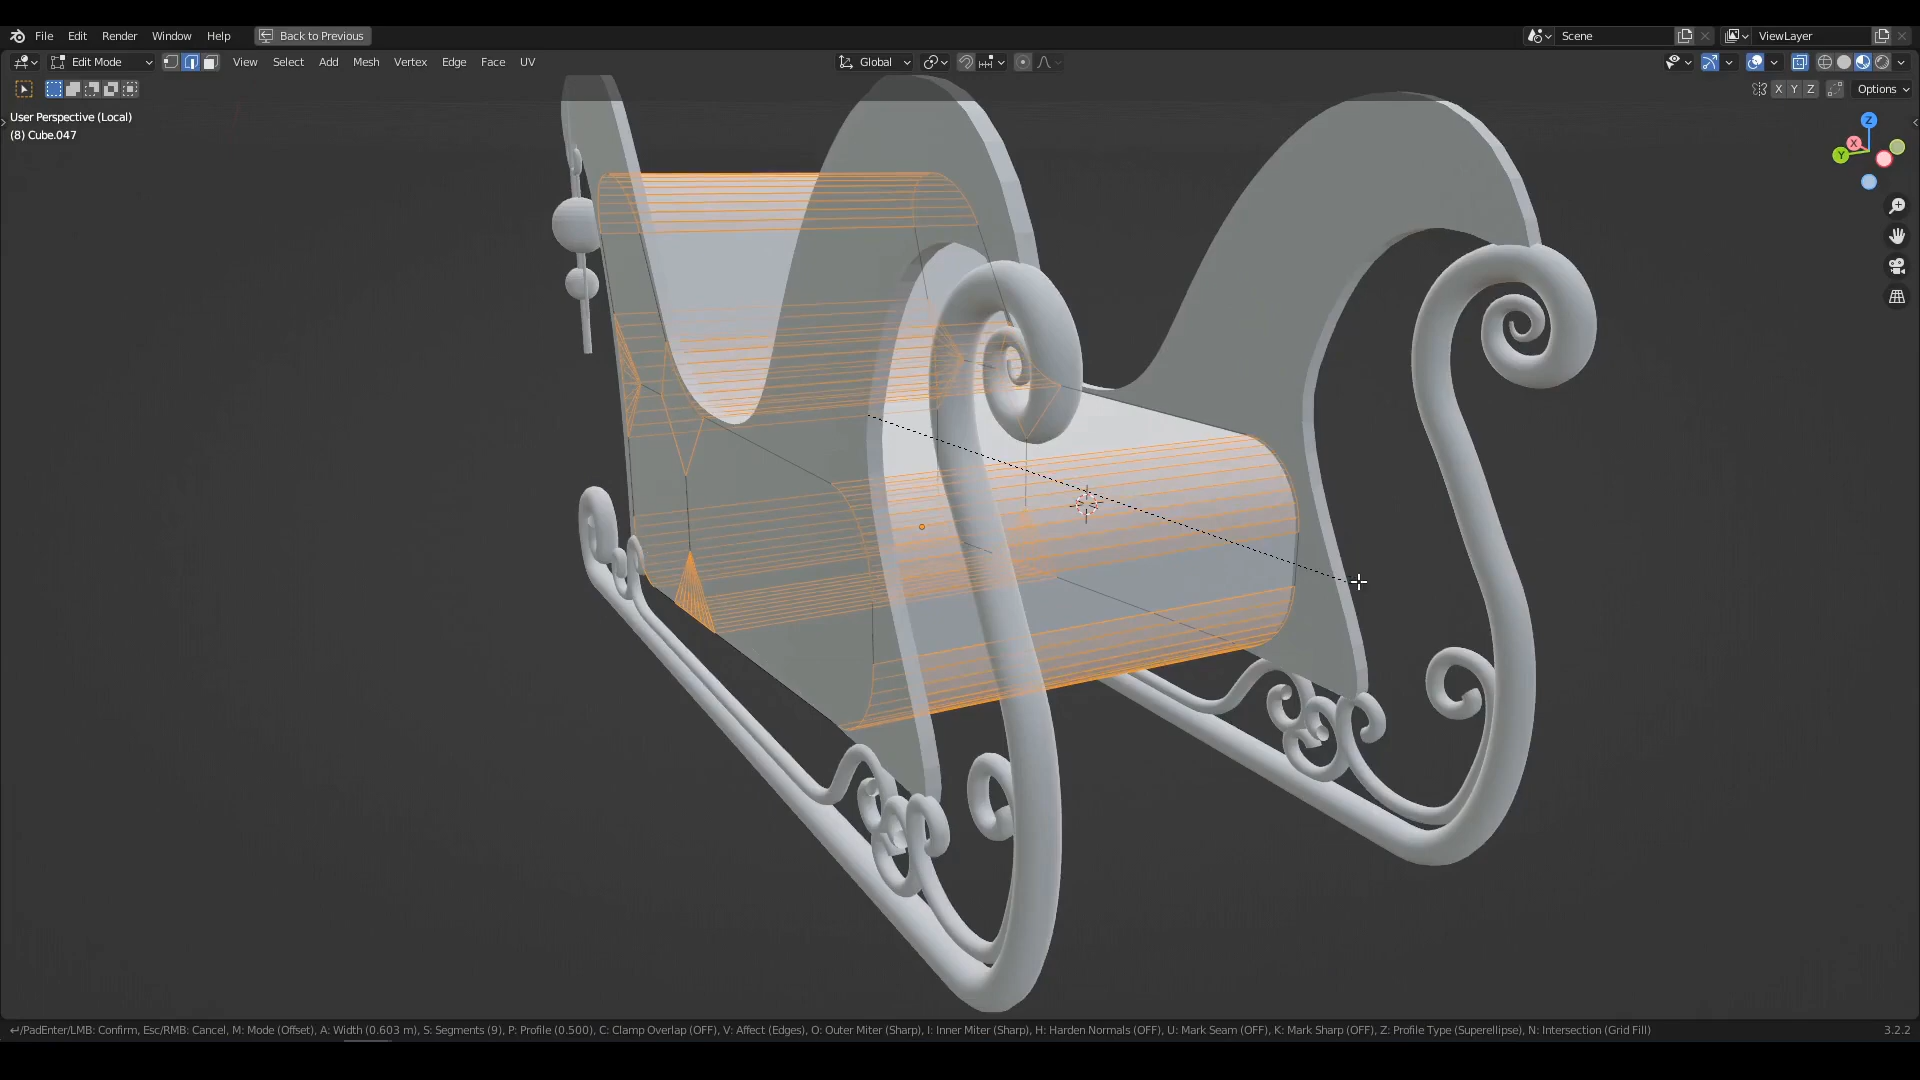 File Edit Render Window Help Back to Previous Scene ViewLayer
Edit Mode View Select Add Mesh Vertex Edge Face UV Global
X Y Z Options
User Perspective (Local)
(8) Cube.047
Z
X
Y
↵/PadEnter/LMB: Confirm, Esc/RMB: Cancel, M: Mode (Offset), A: Width (0.603 m), S: Segments (9), P: Profile (0.500), C: Clamp Overlap (OFF), V: Affect (Edges), O: Outer Miter (Sharp), I: Inner Miter (Sharp), H: Harden Normals (OFF), U: Mark Seam (OFF), K: Mark Sharp (OFF), Z: Profile Type (Superellipse), N: Intersection (Grid Fill) 3.2.2